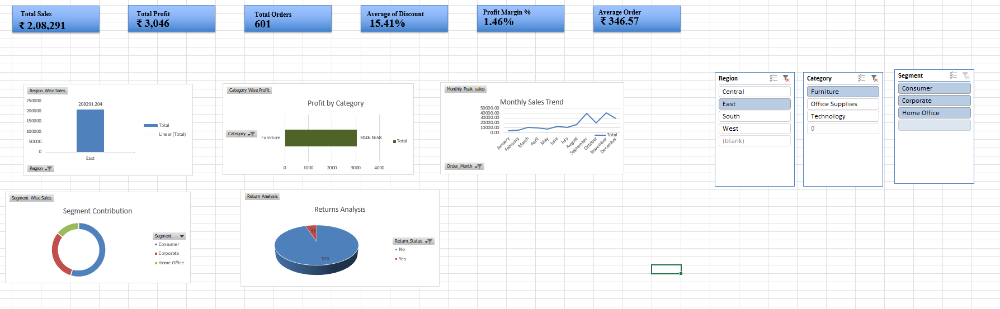 Total Sales
₹ 2,08,291
Total Profit
₹ 3,046
Total Orders
601
Average of Discount
15.41%
Profit Margin %
1.46%
Average Order
₹ 346.57
Region Wise Sales
250000
200000
150000
100000
50000
0
208291.204
East
Total
Linear (Total)
Region
Category Wise Profit
Profit by Category
Category
Furniture
3046.1658
Total
0 1000 2000 3000 4000
Monthly Peak sales
Monthly Sales Trend
50000.00
40000.00
30000.00
20000.00
10000.00
0.00
January
February
March
April
May
June
July
August
September
October
November
December
Total
Order_Month
Region
Central
East
South
West
(blank)
Category
Furniture
Office Supplies
Technology
0
Segment
Consumer
Corporate
Home Office
Segment Wise Sales
Segment Contribution
Segment
Consumer
Corporate
Home Office
Return Analysis
Returns Analysis
31
570
Return_Status
No
Yes